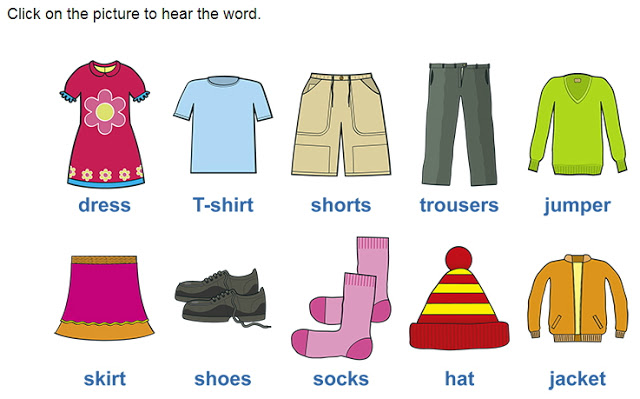 Click on the picture to hear the word.
dress T-shirt shorts trousers jumper
skirt shoes socks hat jacket